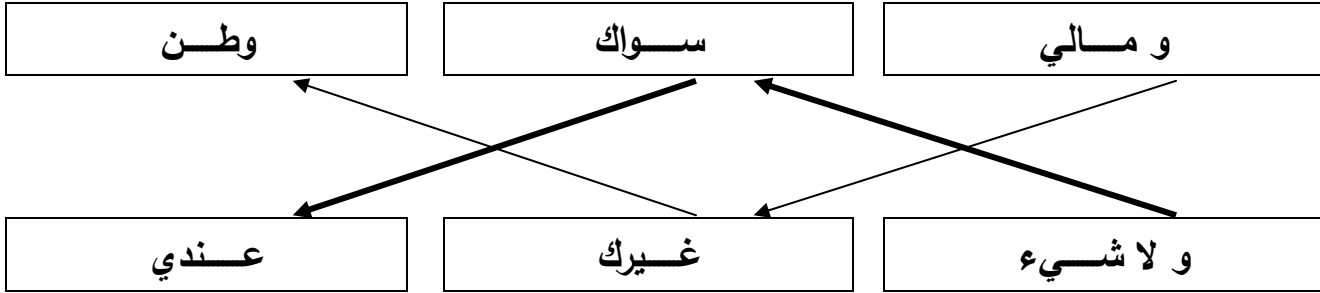 و مالي سواك وطن
و لا شيء غيرك عندي